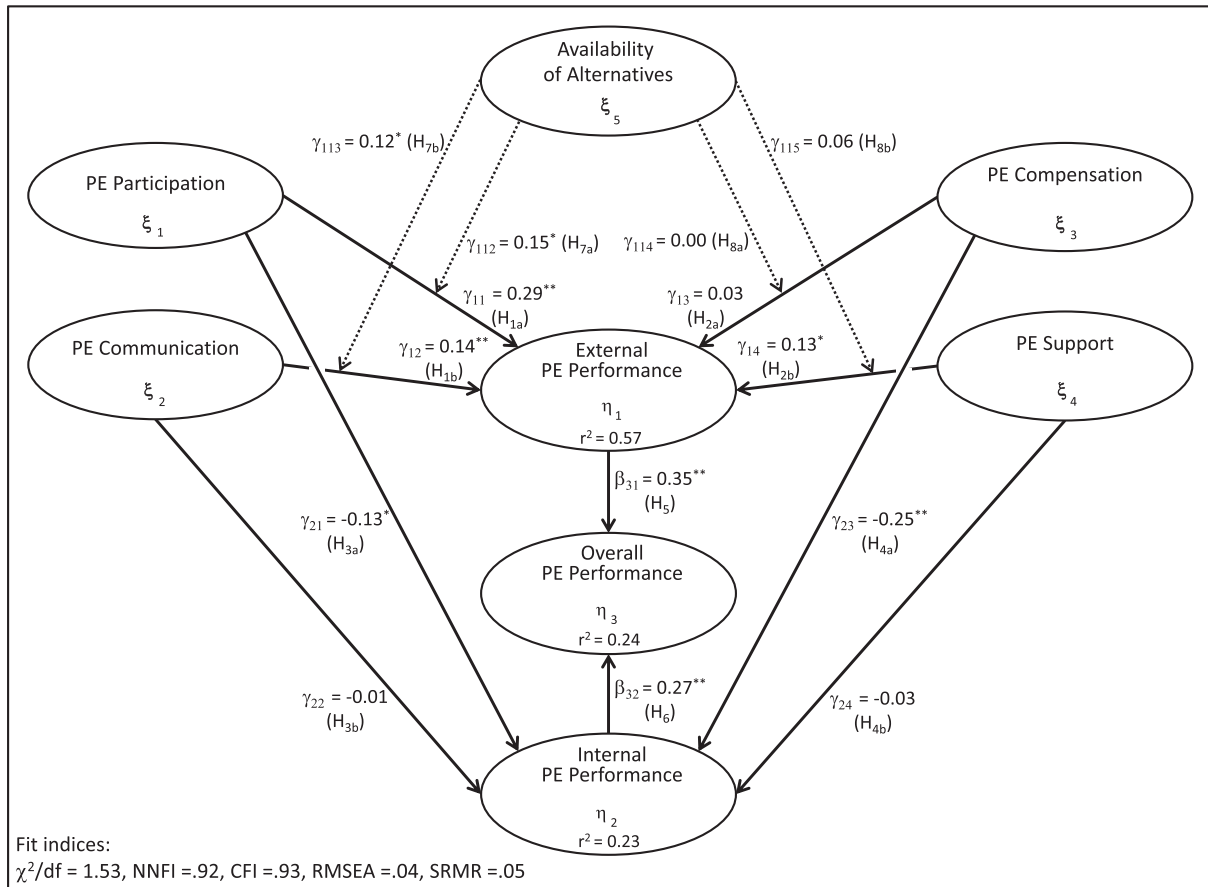 Availability
of Alternatives
ξ5
γ113 = 0.12* (H7b)
γ115 = 0.06 (H8b)
PE Participation
ξ1
PE Compensation
ξ3
γ112 = 0.15* (H7a)
γ114 = 0.00 (H8a)
γ11 = 0.29**
(H1a)
γ13 = 0.03
(H2a)
PE Communication
ξ2
γ12 = 0.14**
(H1b)
External
PE Performance
η1
r² = 0.57
γ14 = 0.13*
(H2b)
PE Support
ξ4
β31 = 0.35**
(H5)
γ21 = -0.13*
(H3a)
γ23 = -0.25**
(H4a)
Overall
PE Performance
η3
r² = 0.24
β32 = 0.27**
(H6)
γ22 = -0.01
(H3b)
γ24 = -0.03
(H4b)
Internal
PE Performance
η2
r² = 0.23
Fit indices:
χ²/df = 1.53, NNFI =.92, CFI =.93, RMSEA =.04, SRMR =.05